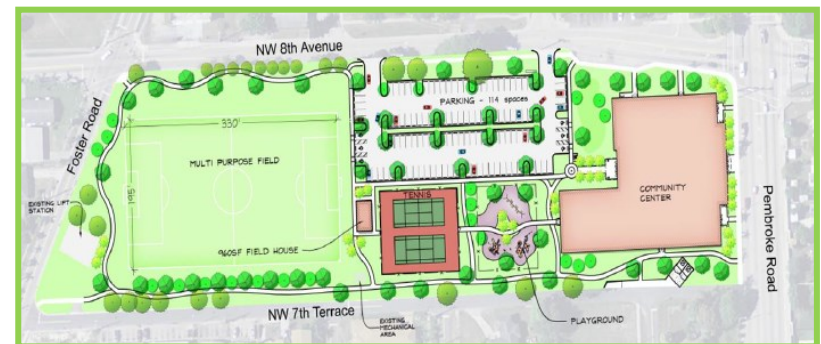 NW 8th Avenue
Foster Road
PARKING - 114 spaces
330'
MULTI PURPOSE FIELD
195'
EXISTING LIFT
STATION
TENNIS
COMMUNITY
CENTER
Pembroke Road
960SF FIELD HOUSE
NW 7th Terrace
EXISTING
MECHANICAL
AREA
PLAYGROUND